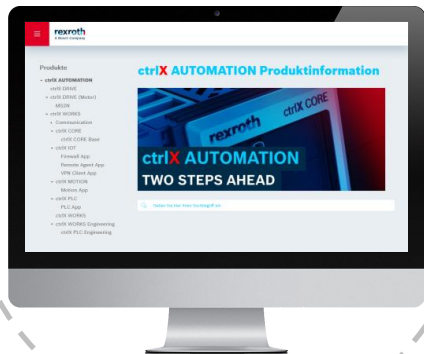 rexroth
A Bosch Company
Produkte
ctrlX AUTOMATION
ctrlX DRIVE
ctrlX DRIVE (Motor)
MS2N
ctrlX WORKS
Communication
ctrlX CORE
ctrlX CORE Base
ctrlX IOT
Firewall App
Remote Agent App
VPN Client App
ctrlX MOTION
Motion App
ctrlX PLC
PLC App
ctrlX WORKS
ctrlX WORKS Engineering
ctrlX PLC Engineering
ctrlX AUTOMATION Produktinformation
rexroth
ctrlX CORE
ctrlX AUTOMATION
TWO STEPS AHEAD